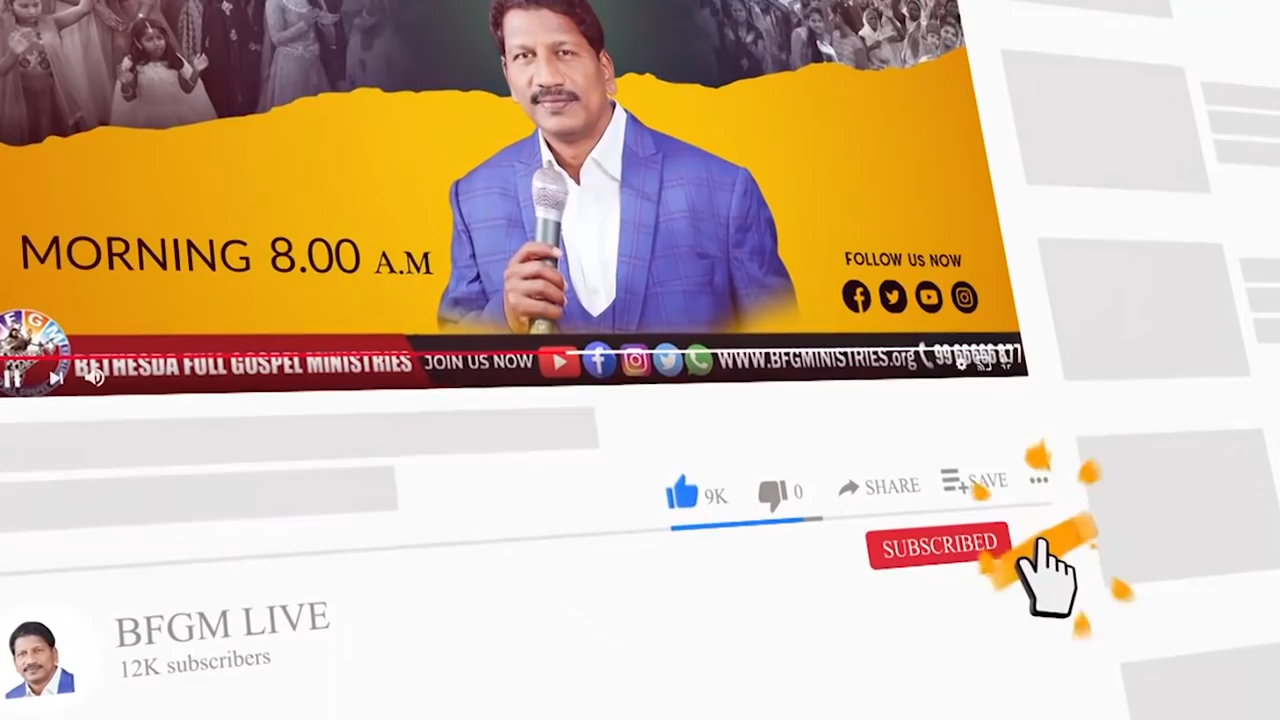 MORNING 8.00 A.M
FOLLOW US NOW
BETHESDA FULL GOSPEL MINISTRIES JOIN US NOW WWW.BFGMINISTRIES.org
9K 0 SHARE SAVE
SUBSCRIBED
BFGM LIVE
12K subscribers